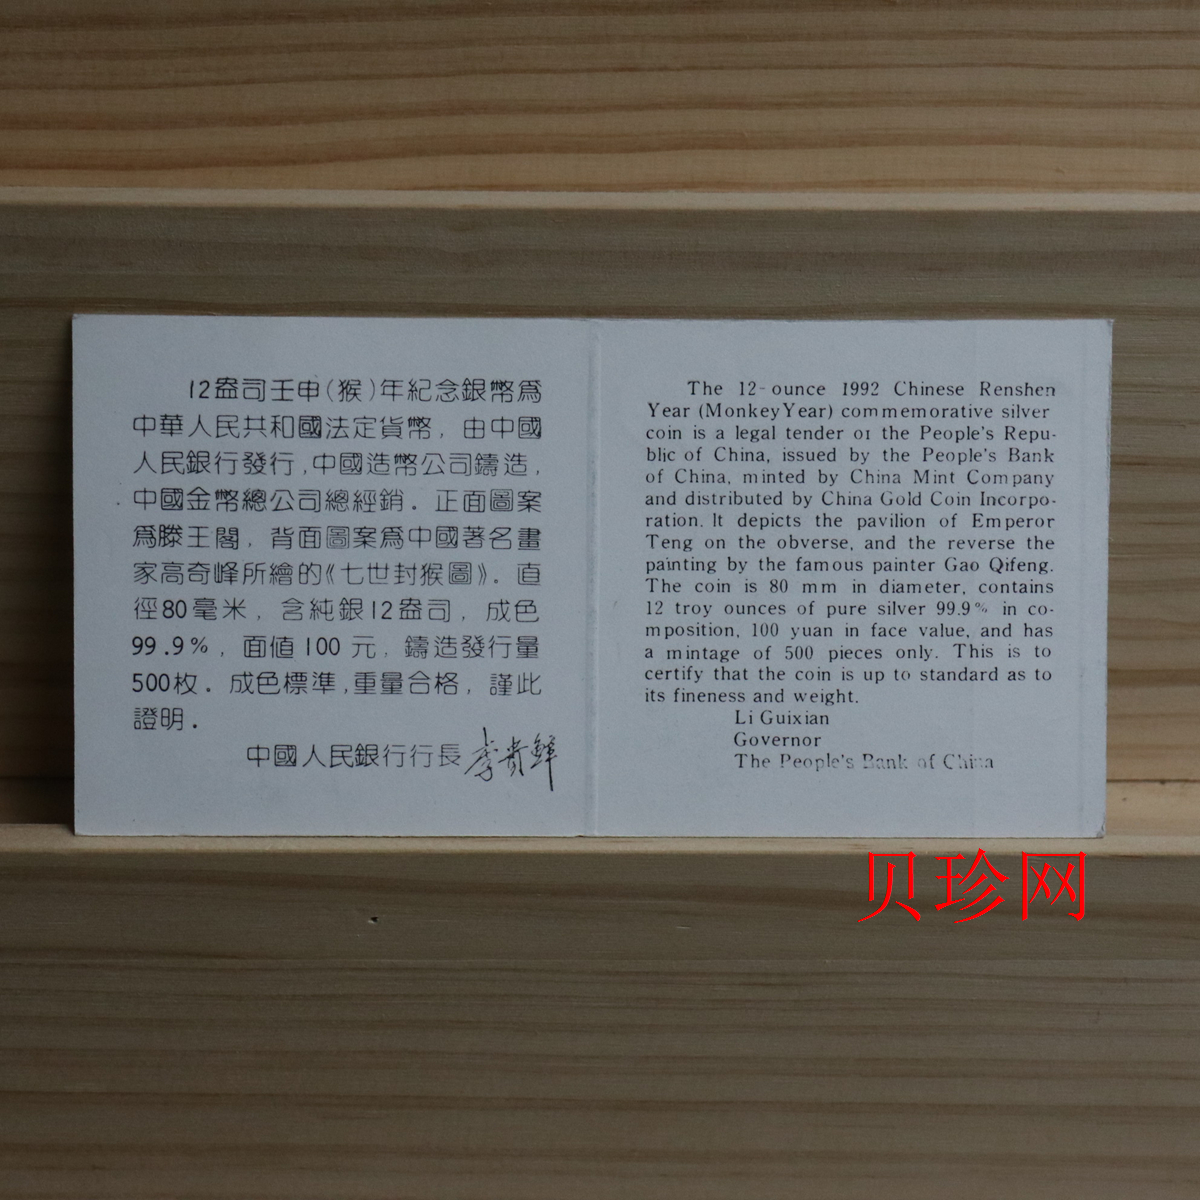 12盎司壬申(猴)年紀念銀幣爲
中華人民共和國法定貨幣，由中國
人民銀行發行，中國造幣公司鑄造，
中國金幣總公司總經銷．正面圖案
爲滕王閣，背面圖案爲中國著名畫
家高奇峰所繪的《七世封猴圖》．直
徑80毫米，含純銀12盎司，成色
99.9%，面值100元，鑄造發行量
500枚．成色標準，重量合格，謹此
證明．
中國人民銀行行長 李貴鮮
The 12-ounce 1992 Chinese Renshen
Year (MonkeyYear) commemorative silver
coin is a legal tender of the People's Repu-
blic of China, issued by the People's Bank
of China, minted by China Mint Company
and distributed by China Gold Coin Incorpo-
ration. It depicts the pavilion of Emperor
Teng on the obverse, and the reverse the
painting by the famous painter Gao Qifeng.
The coin is 80 mm in diameter, contains
12 troy ounces of pure silver 99.9% in co-
mposition, 100 yuan in face value, and has
a mintage of 500 pieces only. This is to
certify that the coin is up to standard as to
its fineness and weight.
Li Guixian
Governor
The People's Bank of China
贝珍网